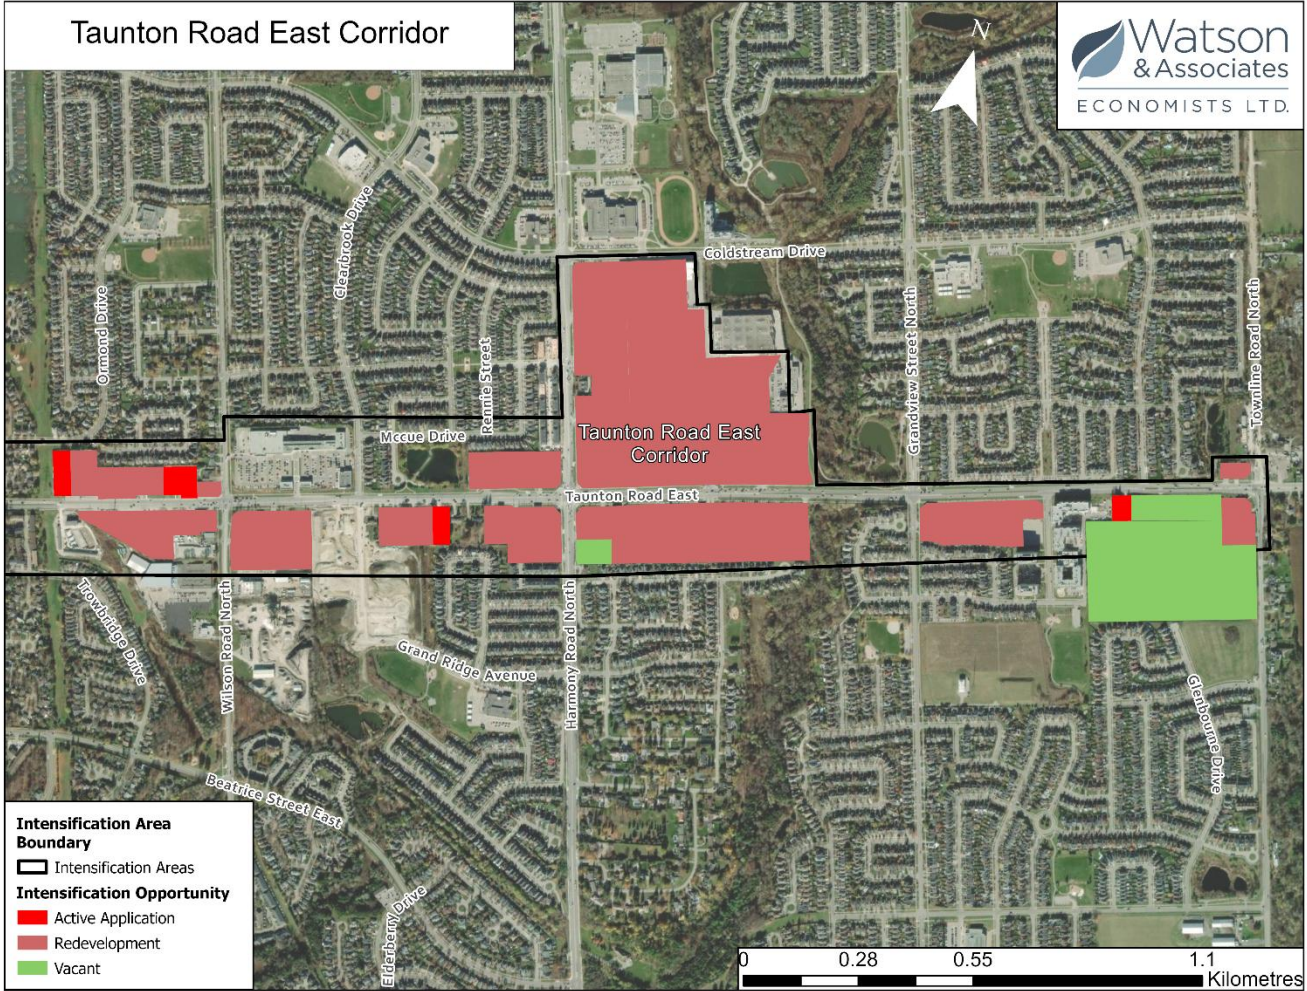 Taunton Road East Corridor
N
Watson
& Associates
ECONOMISTS LTD.
Coldstream Drive
Clearbrook Drive
Ormond Drive
Rennie Street
Grandview Street North
Townline Road North
Mccue Drive
Taunton Road East
Corridor
Taunton Road East
Trowbridge Drive
Wilson Road North
Grand Ridge Avenue
Harmony Road North
Glenbourne Drive
Beatrice Street East
Elderberry Drive
Intensification Area
Boundary
Intensification Areas
Intensification Opportunity
Active Application
Redevelopment
Vacant
0 0.28 0.55 1.1
Kilometres